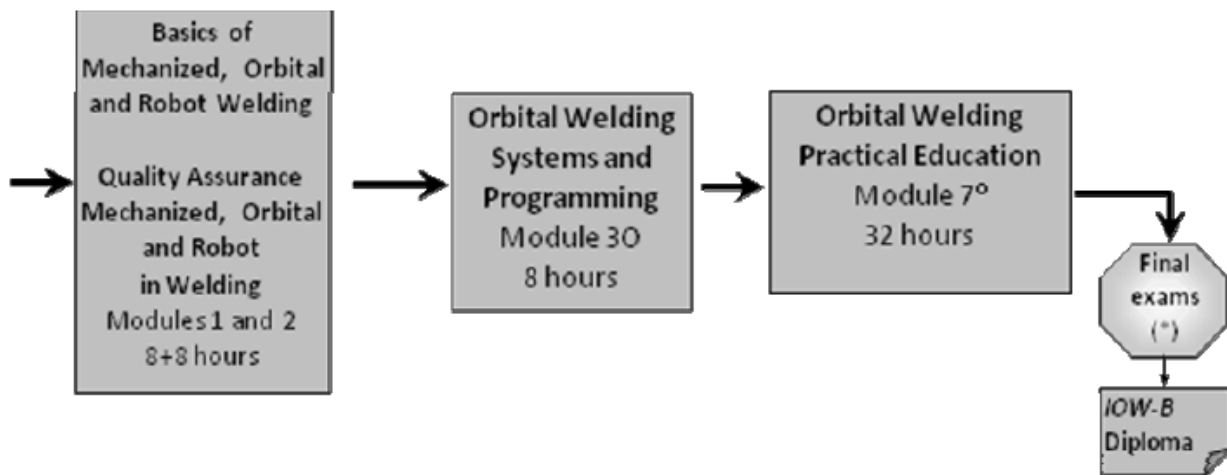 Basics of
Mechanized, Orbital
and Robot Welding
Quality Assurance
Mechanized, Orbital
and Robot
in Welding
Modules 1 and 2
8+8 hours
Orbital Welding
Systems and
Programming
Module 3O
8 hours
Orbital Welding
Practical Education
Module 7°
32 hours
Final
exams
(*)
IOW-B
Diploma